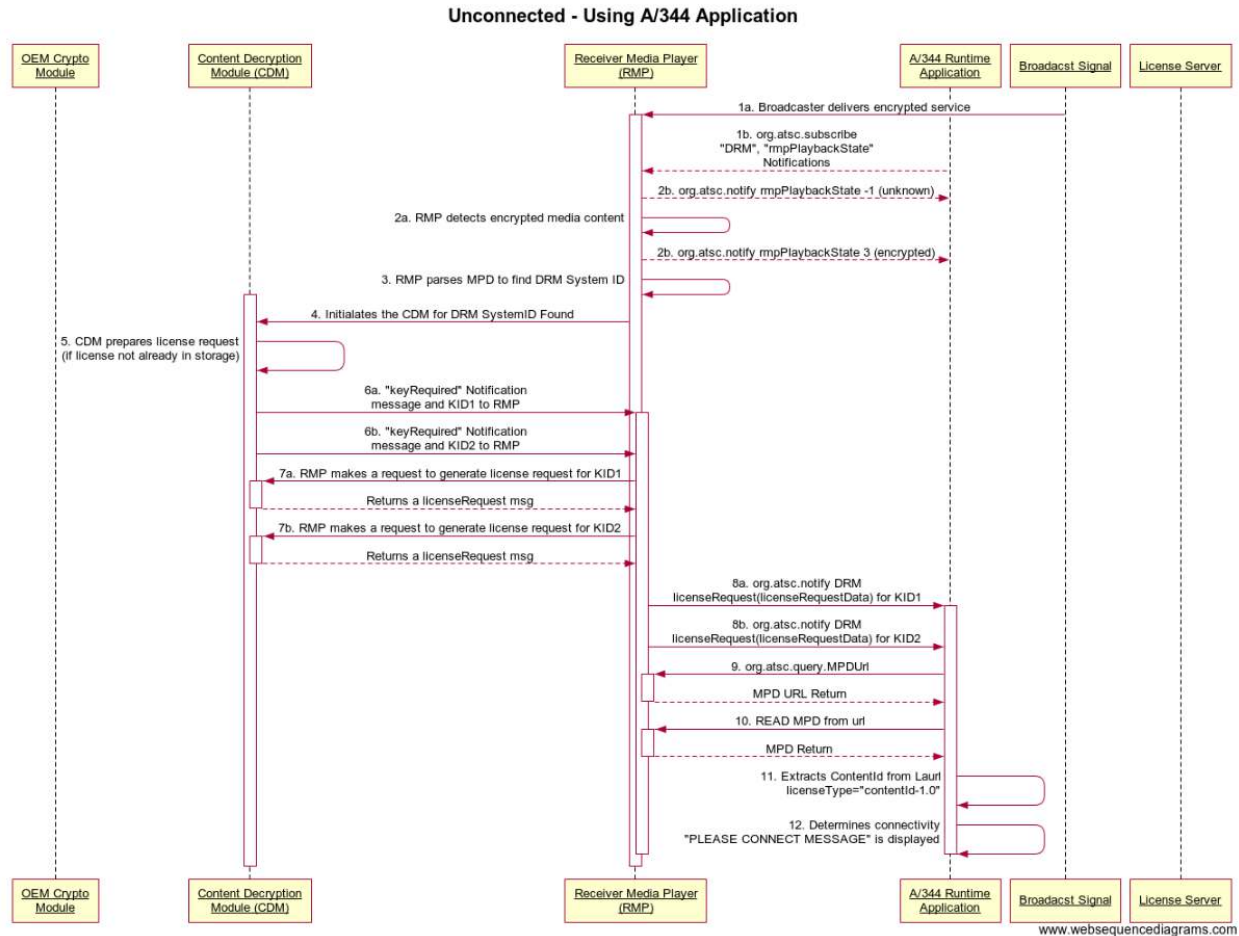 Unconnected - Using A/344 Application
OEM Crypto
Module
Content Decryption
Module (CDM)
Receiver Media Player
(RMP)
A/344 Runtime
Application
Broadacst Signal
License Server
1a. Broadcaster delivers encrypted service
1b. org.atsc.subscribe
"DRM", "rmpPlaybackState"
Notifications
2b. org.atsc.notify rmpPlaybackState -1 (unknown)
2a. RMP detects encrypted media content
2b. org.atsc.notify rmpPlaybackState 3 (encrypted)
3. RMP parses MPD to find DRM System ID
4. Initialates the CDM for DRM SystemID Found
5. CDM prepares license request
(if license not already in storage)
6a. "keyRequired" Notification
message and KID1 to RMP
6b. "keyRequired" Notification
message and KID2 to RMP
7a. RMP makes a request to generate license request for KID1
Returns a licenseRequest msg
7b. RMP makes a request to generate license request for KID2
Returns a licenseRequest msg
8a. org.atsc.notify DRM
licenseRequest(licenseRequestData) for KID1
8b. org.atsc.notify DRM
licenseRequest(licenseRequestData) for KID2
9. org.atsc.query.MPDUrl
MPD URL Return
10. READ MPD from url
MPD Return
11. Extracts ContentId from Laurl
licenseType="contentId-1.0"
12. Determines connectivity
"PLEASE CONNECT MESSAGE" is displayed
OEM Crypto
Module
Content Decryption
Module (CDM)
Receiver Media Player
(RMP)
A/344 Runtime
Application
Broadacst Signal
License Server
www.websequencediagrams.com